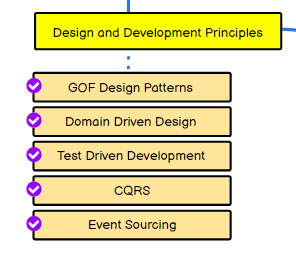 Design and Development Principles
GOF Design Patterns
Domain Driven Design
Test Driven Development
CQRS
Event Sourcing